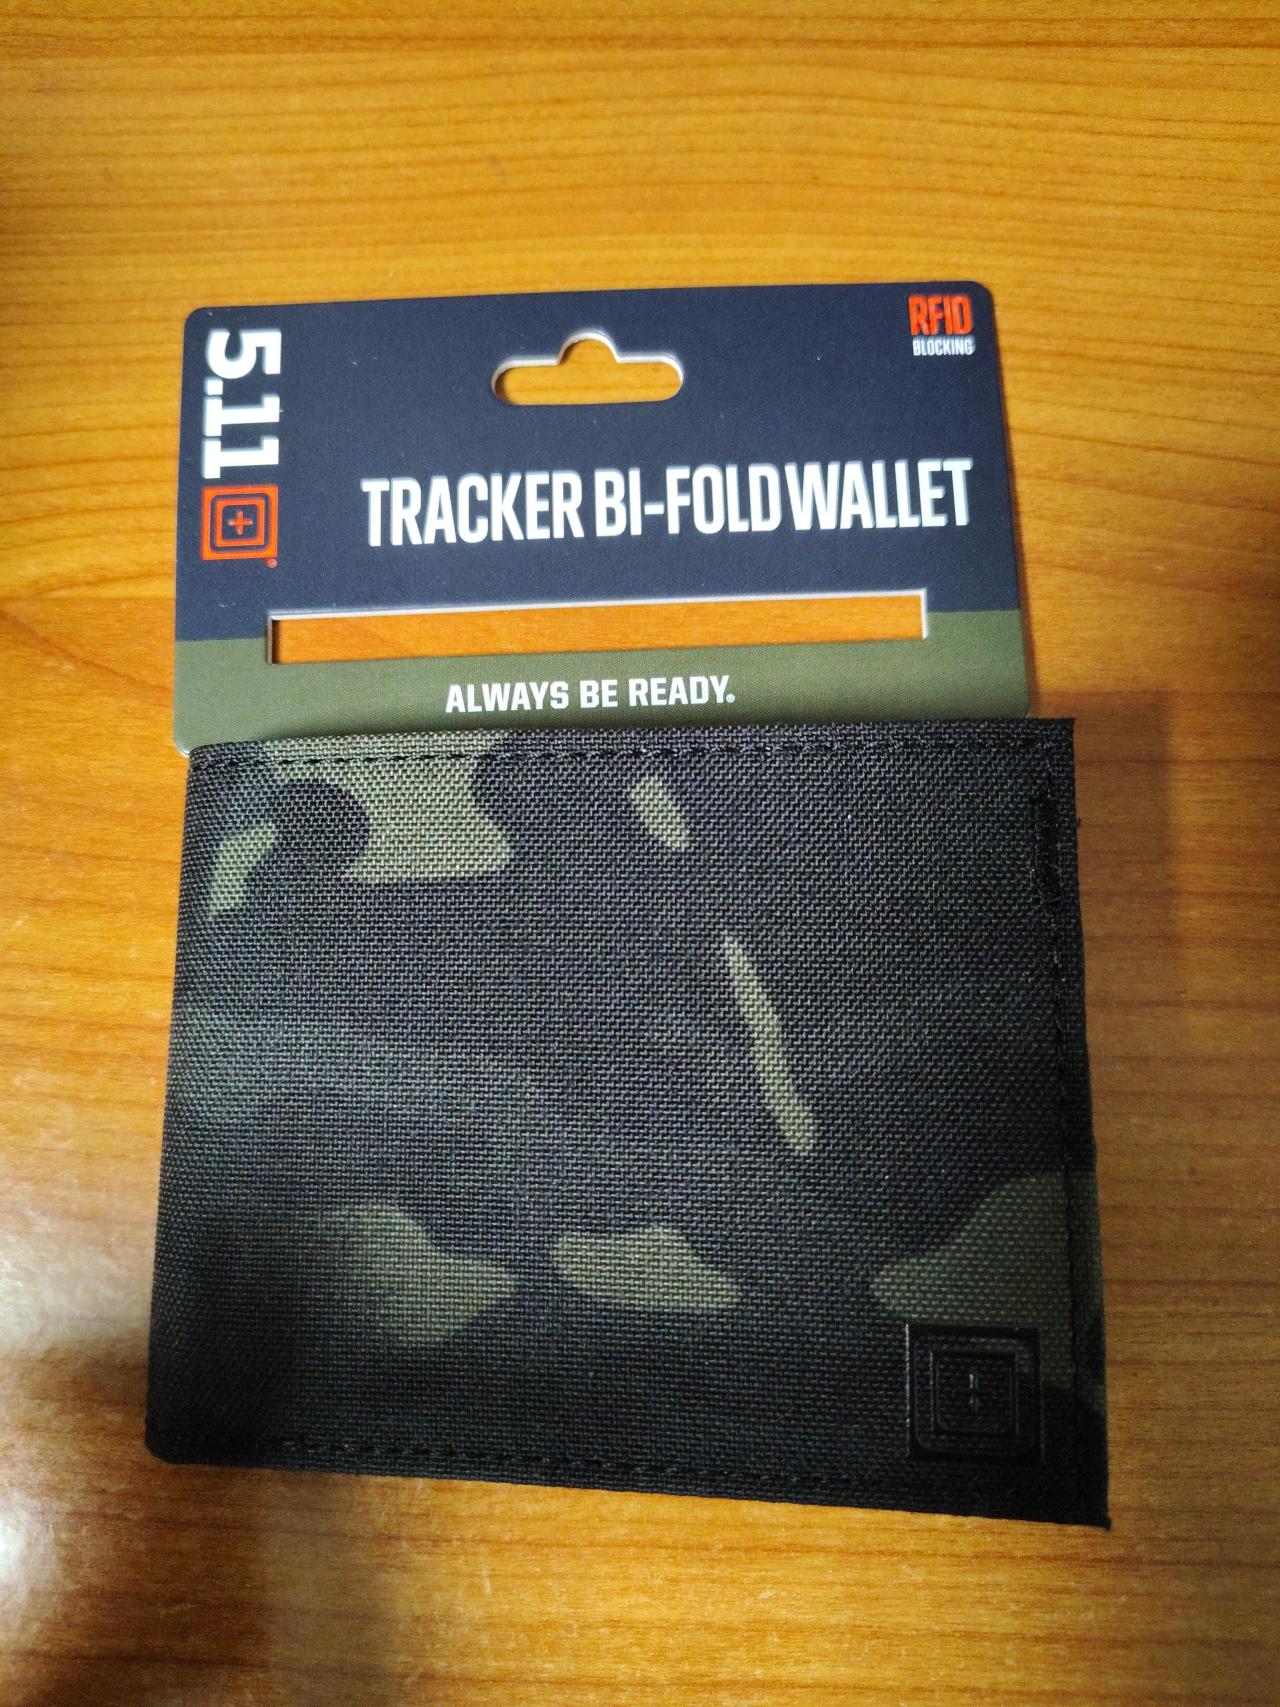 5.11
RFID
BLOCKING
TRACKER BI-FOLD WALLET
ALWAYS BE READY.